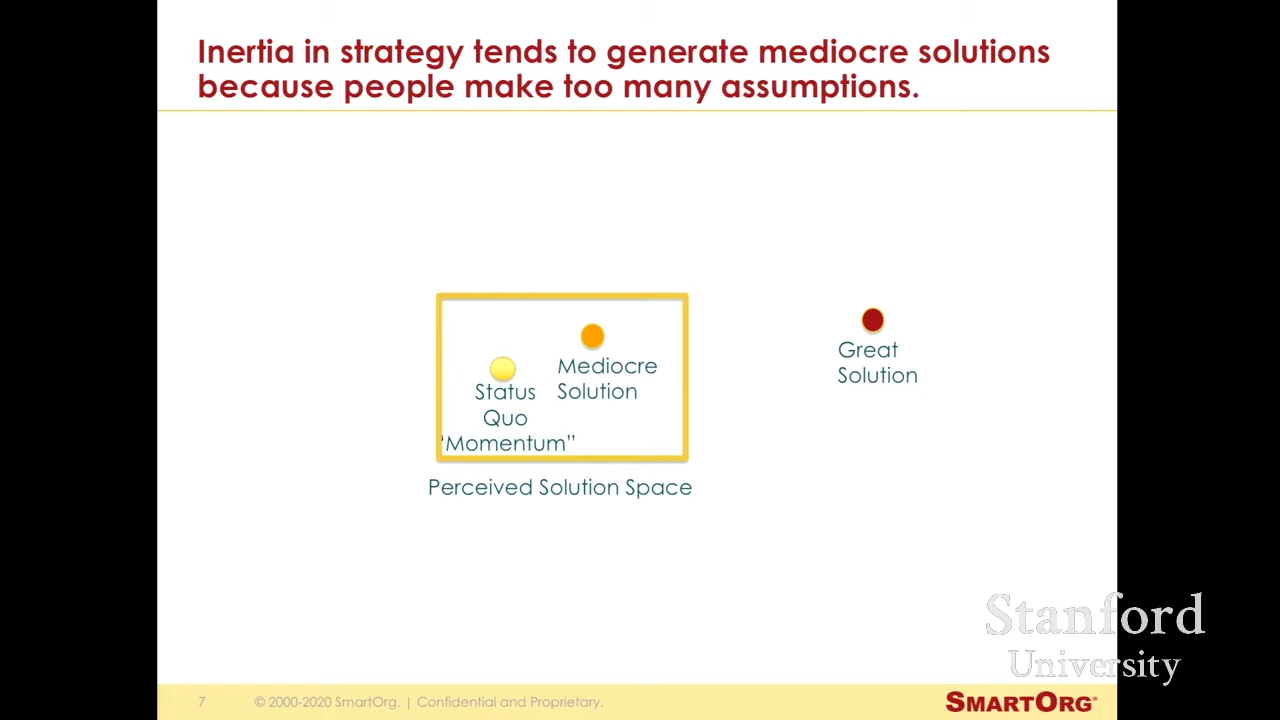 Inertia in strategy tends to generate mediocre solutions
because people make too many assumptions.
Mediocre
Solution
Status
Quo
“Momentum”
Perceived Solution Space
Great
Solution
Stanford
University
7
© 2000-2020 SmartOrg. | Confidential and Proprietary.
SMARTORG®